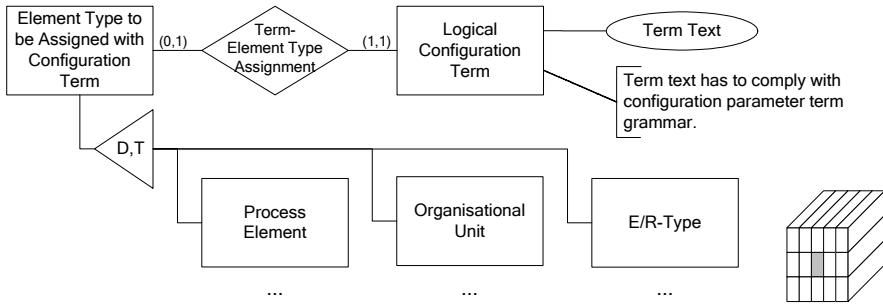 Element Type to
be Assigned with
Configuration
Term
(0,1)
Term-
Element Type
Assignment
(1,1)
Logical
Configuration
Term
Term Text
Term text has to comply with
configuration parameter term
grammar.
D,T
Process
Element
Organisational
Unit
E/R-Type
...
...
...